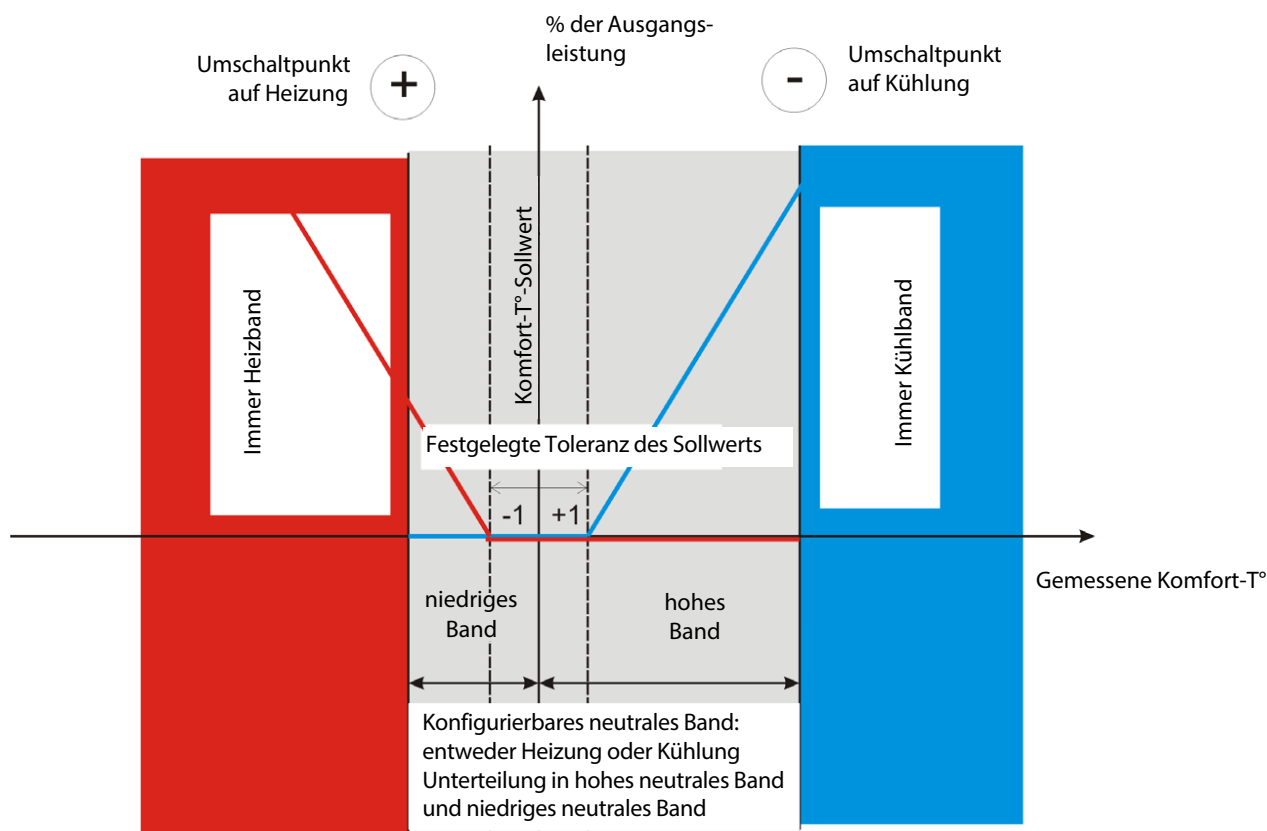 % der Ausgangs-
leistung
Umschaltpunkt
auf Heizung
+
-
Umschaltpunkt
auf Kühlung
Komfort-T°-Sollwert
Immer Heizband
Immer Kühlband
Festgelegte Toleranz des Sollwerts
-1
+1
Gemessene Komfort-T°
niedriges
Band
hohes
Band
Konfigurierbares neutrales Band:
entweder Heizung oder Kühlung
Unterteilung in hohes neutrales Band
und niedriges neutrales Band